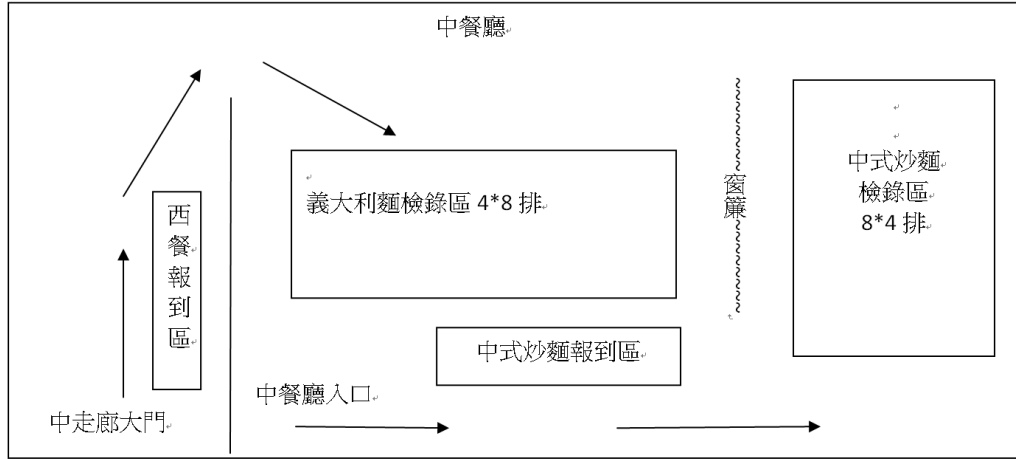 中餐廳
義大利麵檢錄區 4*8 排
窗簾
中式炒麵
檢錄區
8*4 排
西餐報到區
中式炒麵報到區
中餐廳入口
中走廊大門